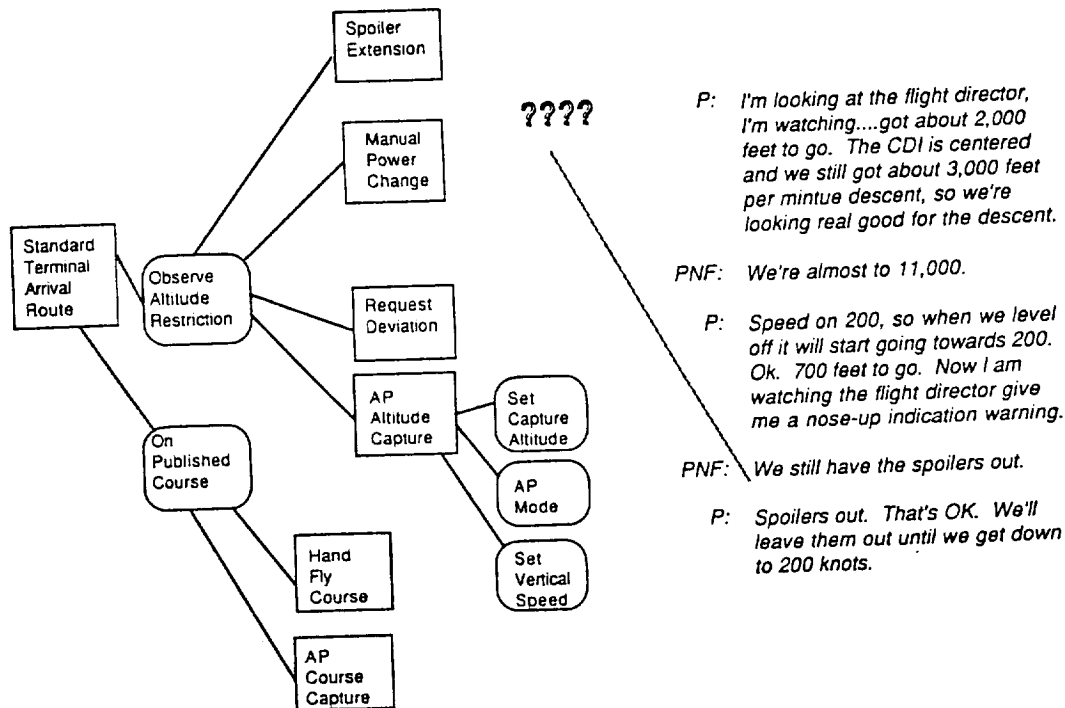 Spoiler
Extension
????
Manual
Power
Change
Standard
Terminal
Arrival
Route
Observe
Altitude
Restriction
Request
Deviation
AP
Altitude
Capture
Set
Capture
Altitude
On
Published
Course
AP
Mode
Set
Vertical
Speed
Hand
Fly
Course
AP
Course
Capture
P: I'm looking at the flight director,
I'm watching....got about 2,000
feet to go. The CDI is centered
and we still got about 3,000 feet
per mintue descent, so we're
looking real good for the descent.
PNF: We're almost to 11,000.
P: Speed on 200, so when we level
off it will start going towards 200.
Ok. 700 feet to go. Now I am
watching the flight director give
me a nose-up indication warning.
PNF: We still have the spoilers out.
P: Spoilers out. That's OK. We'll
leave them out until we get down
to 200 knots.